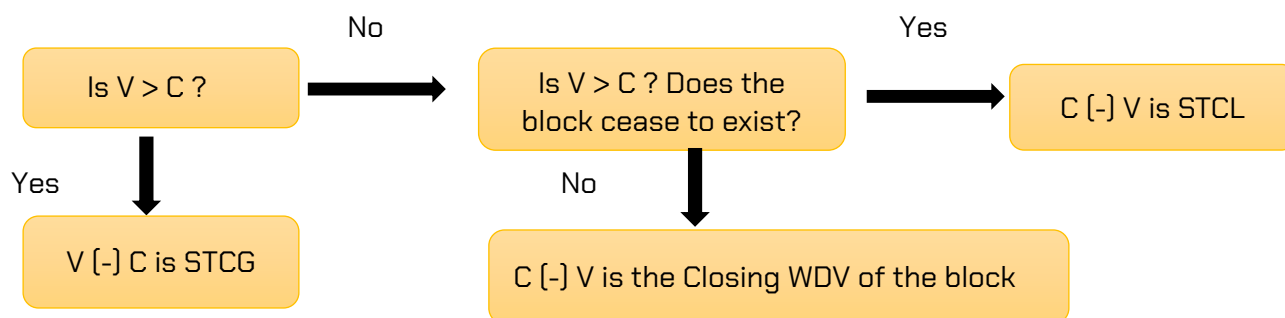 No
Yes
Is V > C ?
Is V > C ? Does the
block cease to exist?
C (-) V is STCL
Yes
No
V (-) C is STCG
C (-) V is the Closing WDV of the block